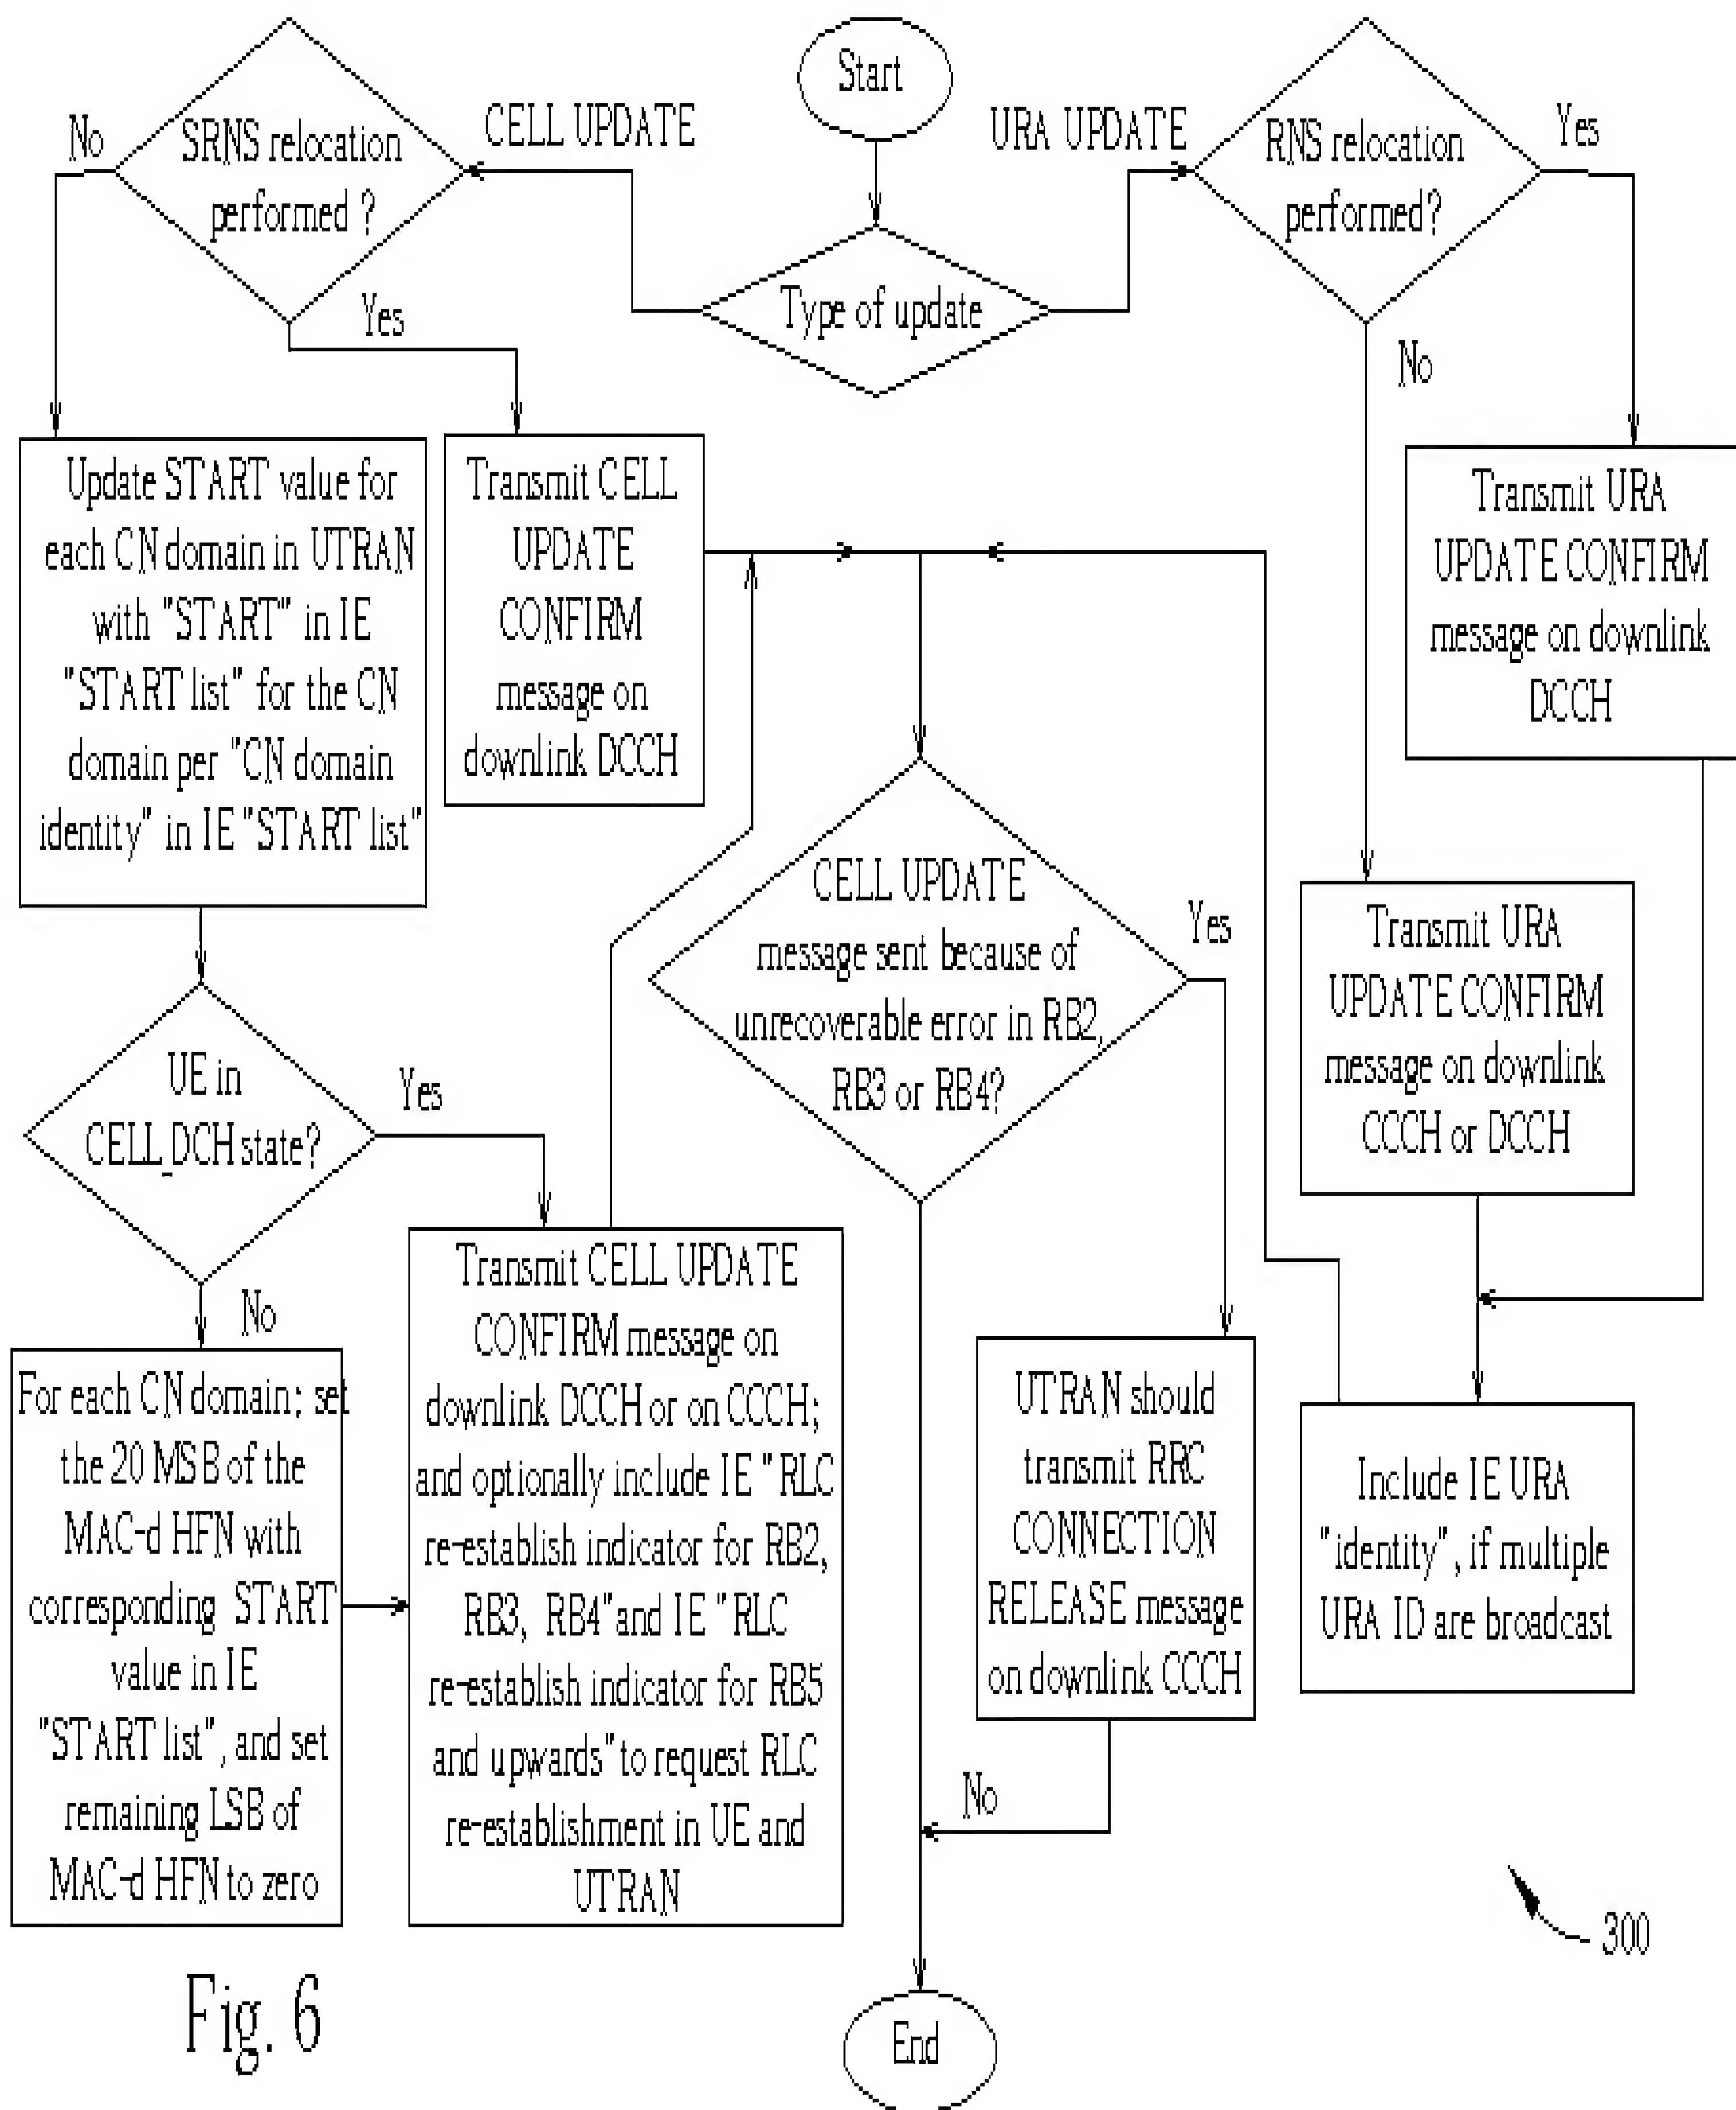 Start
CELL UPDATE
URA UPDATE
No
SRNS relocation
performed ?
Yes
Type of update
RNS relocation
performed?
Yes
No
Update START value for
each CN domain in UTRAN
with "START" in IE
"START list" for the CN
domain per "CN domain
identity" in IE "START list"
Transmit CELL
UPDATE
CONFIRM
message on
downlink DCCH
Transmit URA
UPDATE CONFIRM
message on downlink
DCCH
CELL UPDATE
message sent because of
unrecoverable error in RB2,
RB3 or RB4?
Yes
Transmit URA
UPDATE CONFIRM
message on downlink
CCCH or DCCH
UE in
CELL_DCH state?
Yes
No
For each CN domain; set
the 20 MSB of the
MAC-d HFN with
corresponding START
value in IE
"START list", and set
remaining LSB of
MAC-d HFN to zero
Transmit CELL UPDATE
CONFIRM message on
downlink DCCH or on CCCH;
and optionally include IE "RLC
re-establish indicator for RB2,
RB3, RB4" and IE "RLC
re-establish indicator for RB5
and upwards" to request RLC
re-establishment in UE and
UTRAN
UTRAN should
transmit RRC
CONNECTION
RELEASE message
on downlink CCCH
No
Include IE URA
"identity", if multiple
URA ID are broadcast
300
End
Fig. 6